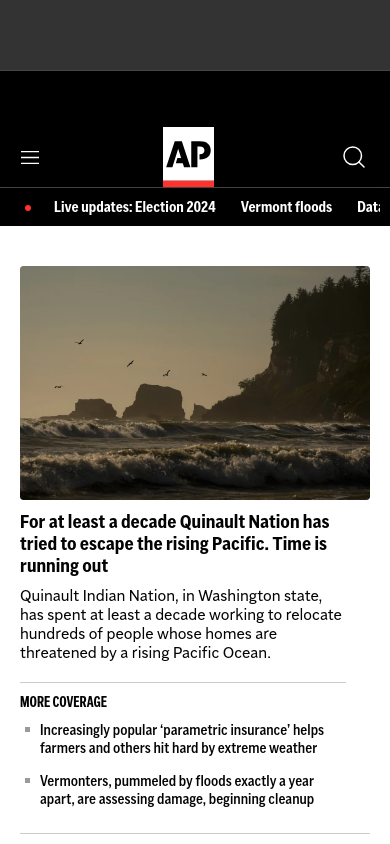 AP
Live updates: Election 2024 Vermont floods Data
For at least a decade Quinault Nation has
tried to escape the rising Pacific. Time is
running out
Quinault Indian Nation, in Washington state,
has spent at least a decade working to relocate
hundreds of people whose homes are
threatened by a rising Pacific Ocean.
MORE COVERAGE
Increasingly popular ‘parametric insurance’ helps
farmers and others hit hard by extreme weather
Vermonters, pummeled by floods exactly a year
apart, are assessing damage, beginning cleanup